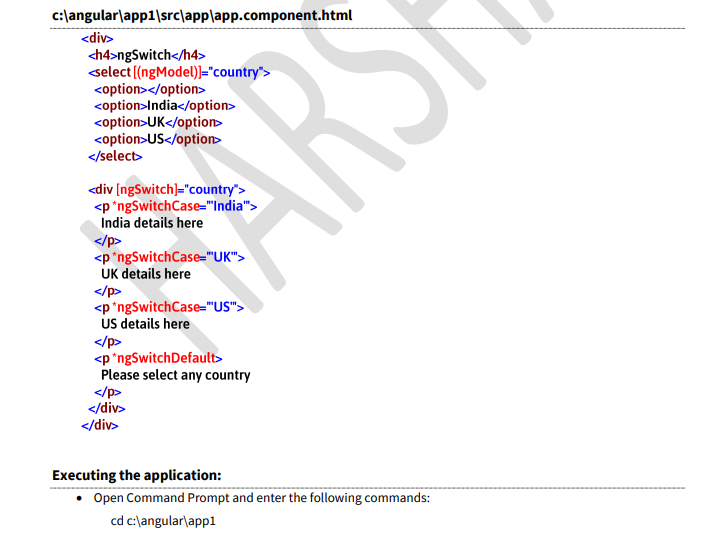 c:\angular\app1\src\app\app.component.html
<div>
<h4>ngSwitch</h4>
<select [(ngModel)]="country">
<option></option>
<option>India</option>
<option>UK</option>
<option>US</option>
</select>
<div [ngSwitch]="country">
<p *ngSwitchCase="'India'">
India details here
</p>
<p *ngSwitchCase="'UK'">
UK details here
</p>
<p *ngSwitchCase="'US'">
US details here
</p>
<p *ngSwitchDefault>
Please select any country
</p>
</div>
</div>
Executing the application:
• Open Command Prompt and enter the following commands:
cd c:\angular\app1